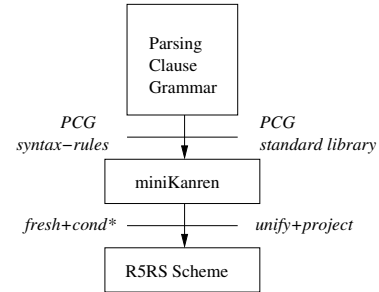 Parsing
Clause
Grammar
PCG PCG
syntax−rules standard library
miniKanren
fresh+cond* unify+project
R5RS Scheme